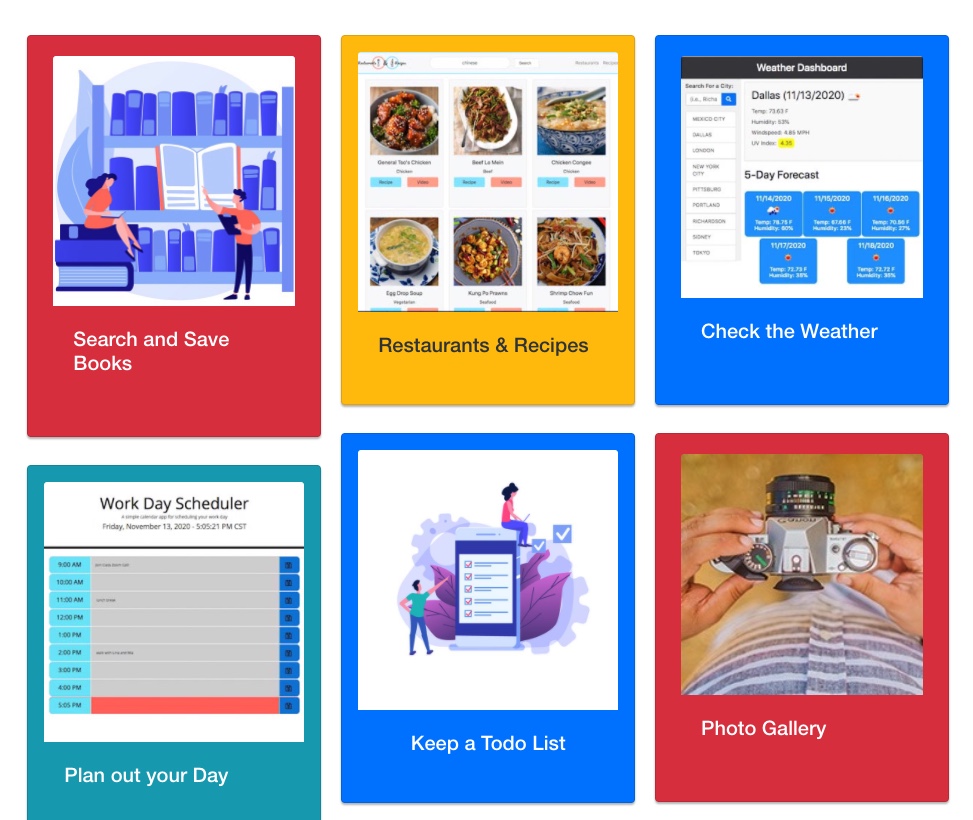 Search and Save
Books
chinese
Search
Restaurants Recipes
General Tso's Chicken
Chicken
Recipe Video
Beef Lo Mein
Beef
Recipe Video
Chicken Congee
Chicken
Recipe Video
Egg Drop Soup
Vegetarian
Kung Po Prawns
Seafood
Shrimp Chow Fun
Seafood
Restaurants & Recipes
Weather Dashboard
Search For a City:
MEXICO CITY
DALLAS
LONDON
NEW YORK
CITY
PITTSBURG
PORTLAND
RICHARDSON
SIDNEY
TOKYO
Dallas (11/13/2020)
Temp: 73.63 F
Humidity: 53%
Windspeed: 4.85 MPH
UV Index: 4.35
5-Day Forecast
11/14/2020
Temp: 78.75 F
Humidity: 60%
11/15/2020
Temp: 67.66 F
Humidity: 23%
11/16/2020
Temp: 70.86 F
Humidity: 27%
11/17/2020
Temp: 72.73 F
11/18/2020
Temp: 72.72 F
Check the Weather
Work Day Scheduler
A simple calendar app for scheduling your work day
Friday, November 13, 2020 - 5:05:21 PM CST
9:00 AM
10:00 AM
11:00 AM
12:00 PM
1:00 PM
2:00 PM
3:00 PM
4:00 PM
5:05 PM
Plan out your Day
Keep a Todo List
Canon
Photo Gallery